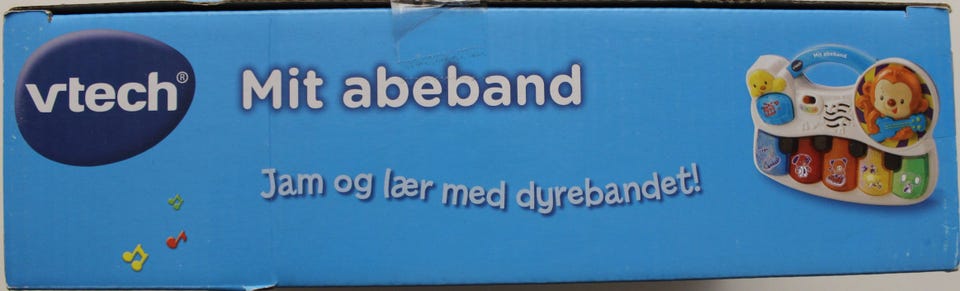 vtech®
Mit abeband
Jam og lær med dyrebandet!
Mit abeband